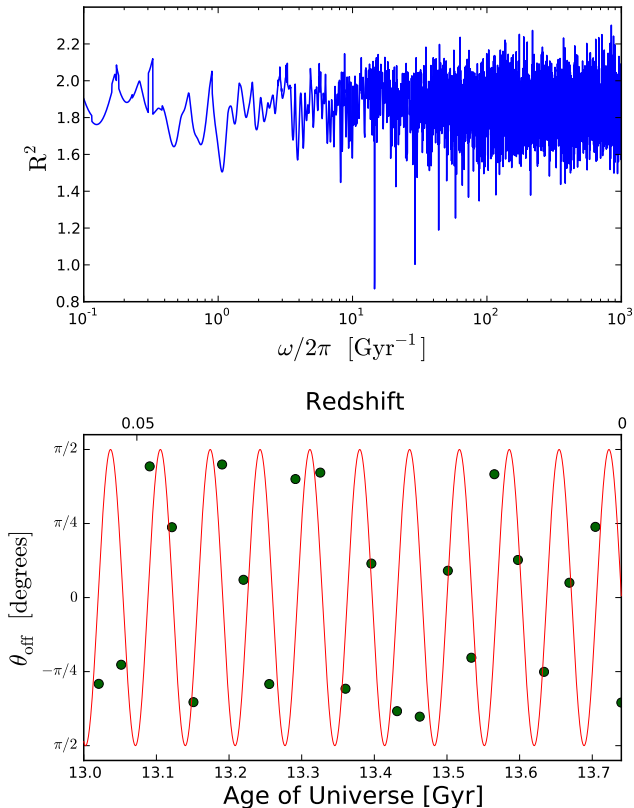 2.2
2.0
1.8
1.6
1.4
1.2
1.0
0.8
R²
10⁻¹ 10⁰ 10¹ 10² 10³
ω/2π [Gyr⁻¹]
Redshift
0.05 0
π/2
π/4
0
−π/4
π/2
θoff [degrees]
13.0 13.1 13.2 13.3 13.4 13.5 13.6 13.7
Age of Universe [Gyr]